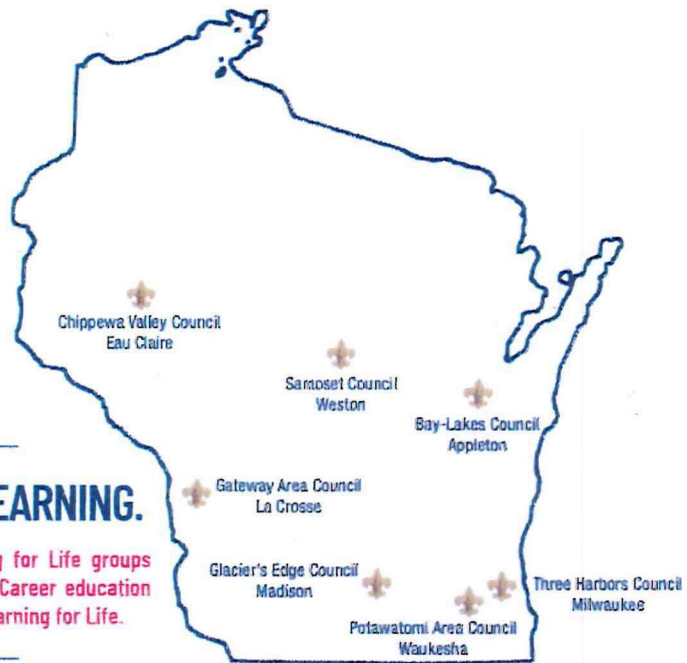 Chippewa Valley Council
Eau Claire
Samoset Council
Weston
Bay-Lakes Council
Appleton
Gateway Area Council
La Crosse
EARNING.
for Life groups
Career education
arning for Life.
Glacier's Edge Council
Madison
Three Harbors Council
Milwaukee
Potawatomi Area Council
Waukesha